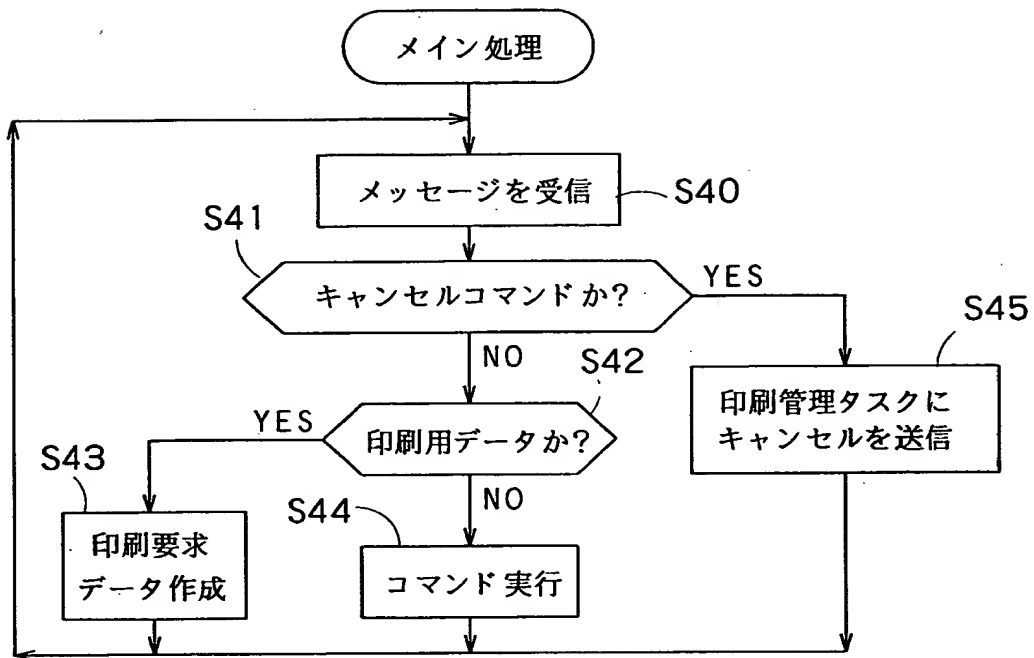 メイン処理
メッセージを受信
S40
S41
キャンセルコマンドか?
YES
S45
NO
S42
印刷管理タスクに
キャンセルを送信
YES
印刷用データか?
S43
NO
S44
印刷要求
データ作成
コマンド実行